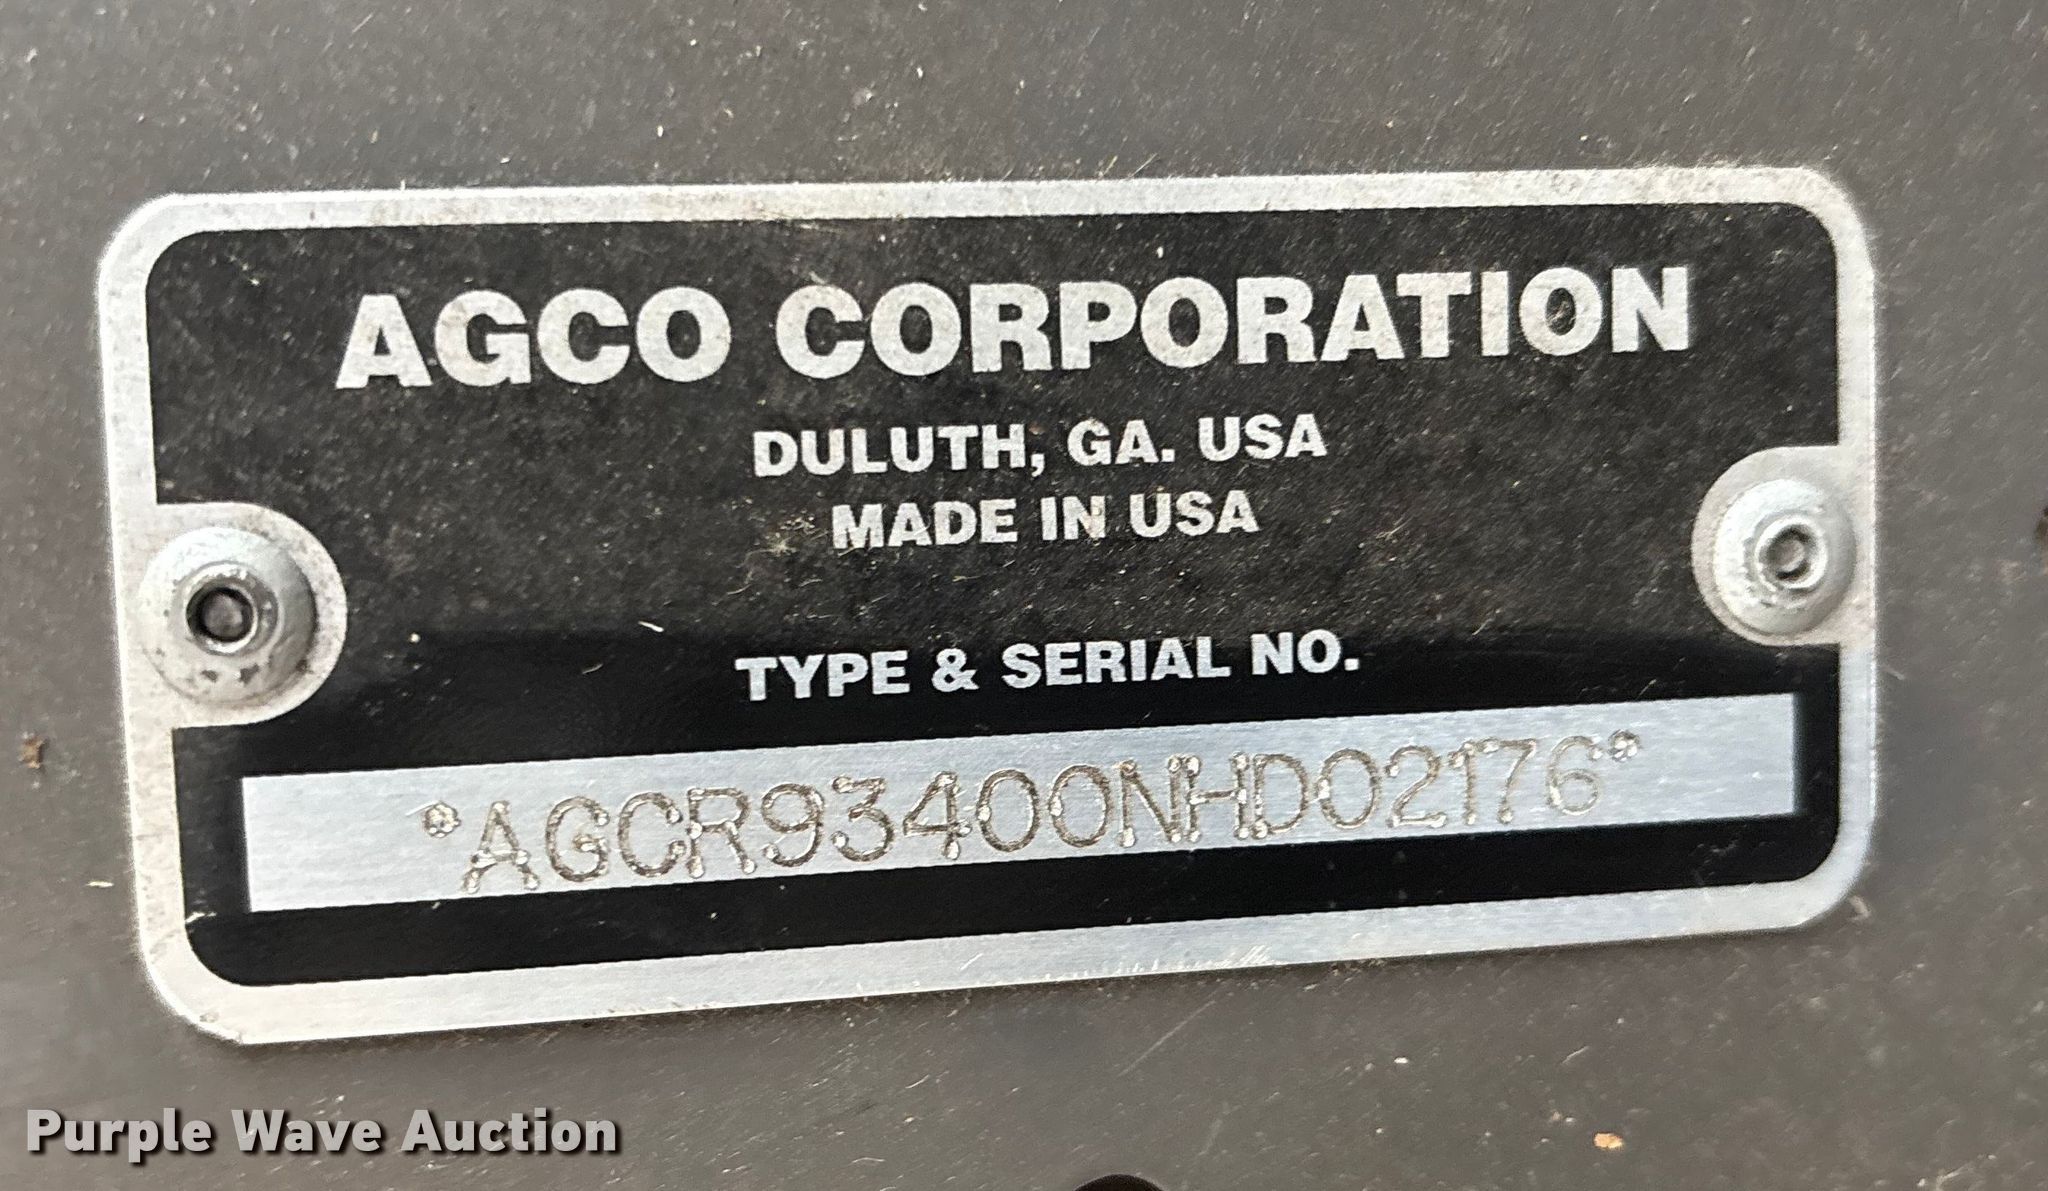 AGCO CORPORATION
DULUTH, GA. USA
MADE IN USA
TYPE & SERIAL NO.
*AGCR93400NHD02176*
Purple Wave Auction